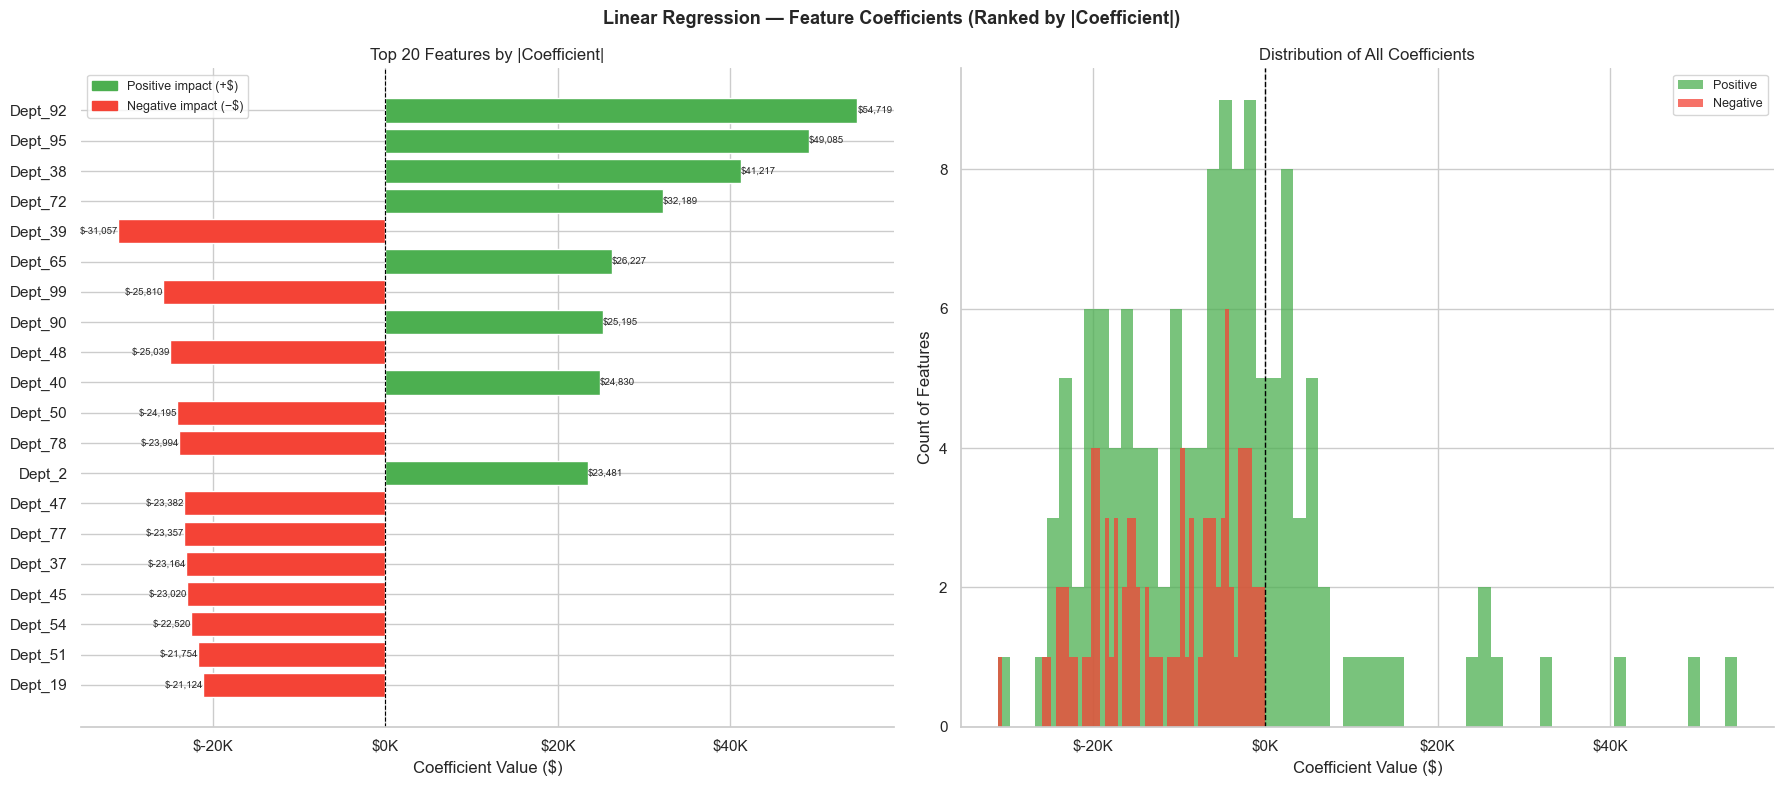 Linear Regression — Feature Coefficients (Ranked by |Coefficient|)
Top 20 Features by |Coefficient|
Positive impact (+$)
Negative impact (−$)
Dept_92
$54,719
Dept_95
$49,085
Dept_38
$41,217
Dept_72
$32,189
Dept_39
$-31,057
Dept_65
$26,227
Dept_99
$-25,810
Dept_90
$25,195
Dept_48
$-25,039
Dept_40
$24,830
Dept_50
$-24,195
Dept_78
$-23,994
Dept_2
$23,481
Dept_47
$-23,382
Dept_77
$-23,357
Dept_37
$-23,164
Dept_45
$-23,020
Dept_54
$-22,520
Dept_51
$-21,754
Dept_19
$-21,124
$-20K
$0K
$20K
$40K
Coefficient Value ($)
Distribution of All Coefficients
Positive
Negative
Count of Features
8
6
4
2
0
$-20K
$0K
$20K
$40K
Coefficient Value ($)